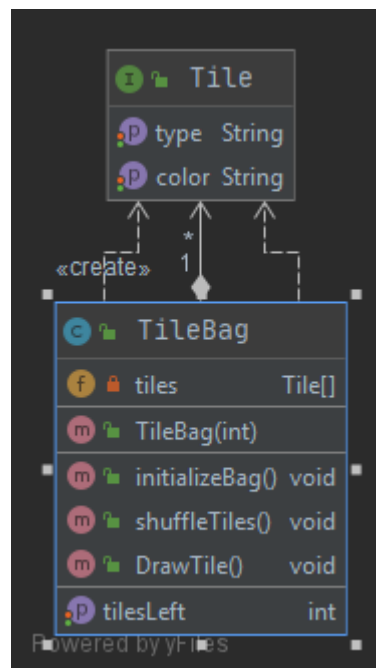 I Tile
p type String
p color String
*
«create» 1
C TileBag
f tiles Tile[]
m TileBag(int)
m initializeBag() void
m shuffleTiles() void
m DrawTile() void
p tilesLeft int
Powered by yFiles